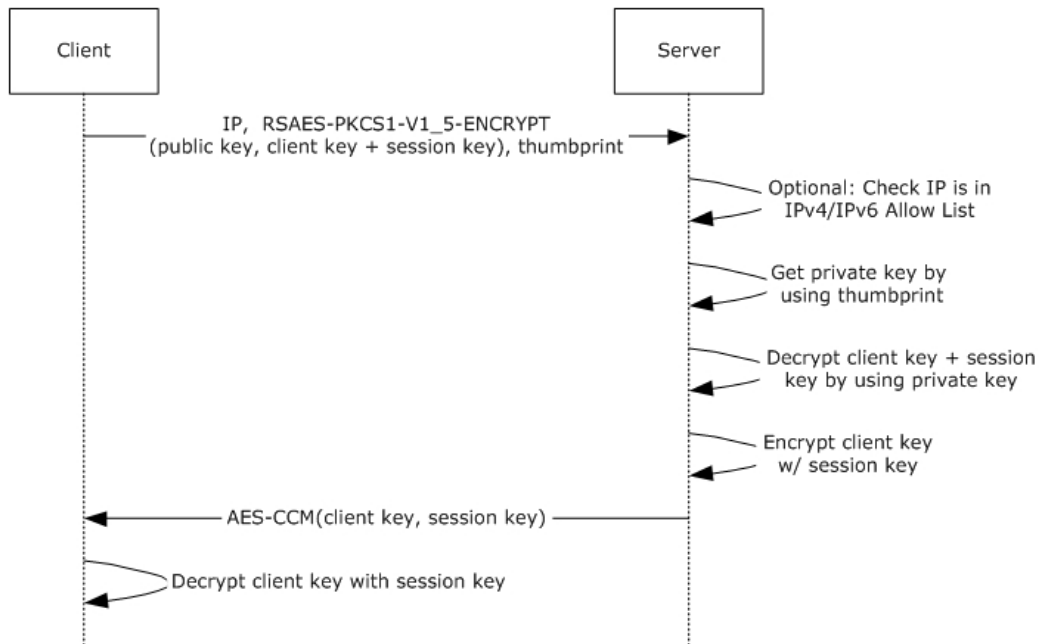 Client
Server
IP, RSAES-PKCS1-V1_5-ENCRYPT
(public key, client key + session key), thumbprint
Optional: Check IP is in
IPv4/IPv6 Allow List
Get private key by
using thumbprint
Decrypt client key + session
key by using private key
Encrypt client key
w/ session key
AES-CCM(client key, session key)
Decrypt client key with session key